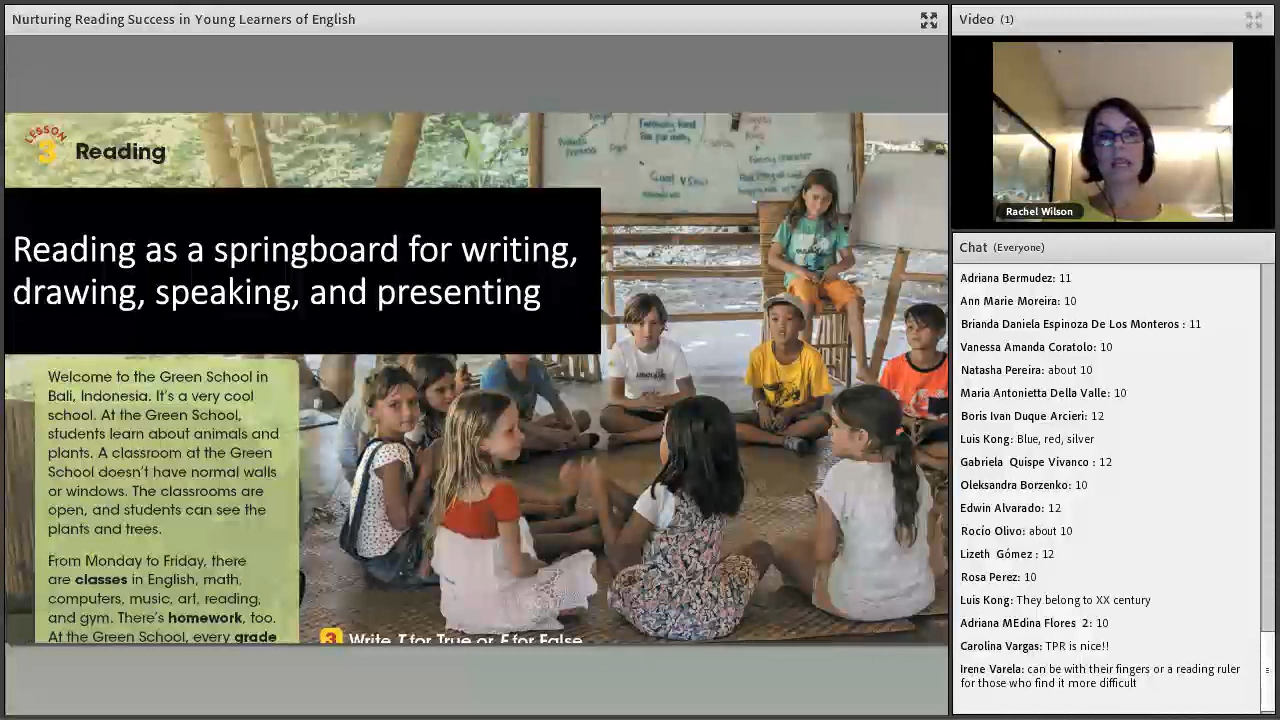 Nurturing Reading Success in Young Learners of English
LESSON
3 Reading
Reading as a springboard for writing,
drawing, speaking, and presenting
Welcome to the Green School in
Bali, Indonesia. It's a very cool
school. At the Green School,
students learn about animals and
plants. A classroom at the Green
School doesn't have normal walls
or windows. The classrooms are
open, and students can see the
plants and trees.
From Monday to Friday, there
are classes in English, math,
computers, music, art, reading,
and gym. There's homework, too.
At the Green School, every grade
3 Write T for True or F for False
Video (1)
Rachel Wilson
Chat (Everyone)
Adriana Bermudez: 11
Ann Marie Moreira: 10
Brianda Daniela Espinoza De Los Monteros : 11
Vanessa Amanda Coratolo: 10
Natasha Pereira: about 10
Maria Antonietta Della Valle: 10
Boris Ivan Duque Arcieri: 12
Luis Kong: Blue, red, silver
Gabriela Quispe Vivanco : 12
Oleksandra Borzenko: 10
Edwin Alvarado: 12
Rocío Olivo: about 10
Lizeth Gómez : 12
Rosa Perez: 10
Luis Kong: They belong to XX century
Adriana MEdina Flores 2: 10
Carolina Vargas: TPR is nice!!
Irene Varela: can be with their fingers or a reading ruler
for those who find it more difficult